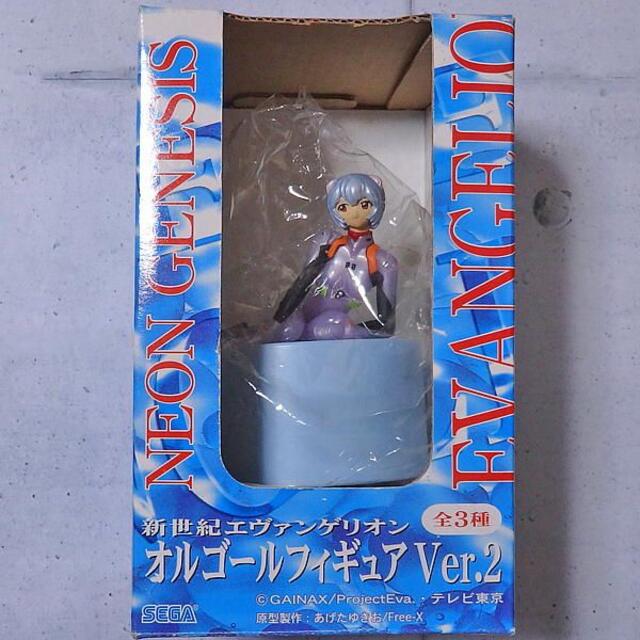 NEON GENESIS
EVANGELIO
新世紀エヴァンゲリオン
全3種
オルゴールフィギュア Ver.2
©GAINAX/ProjectEva.・テレビ東京
SEGA
原型製作:あげたゆきお/Free-X